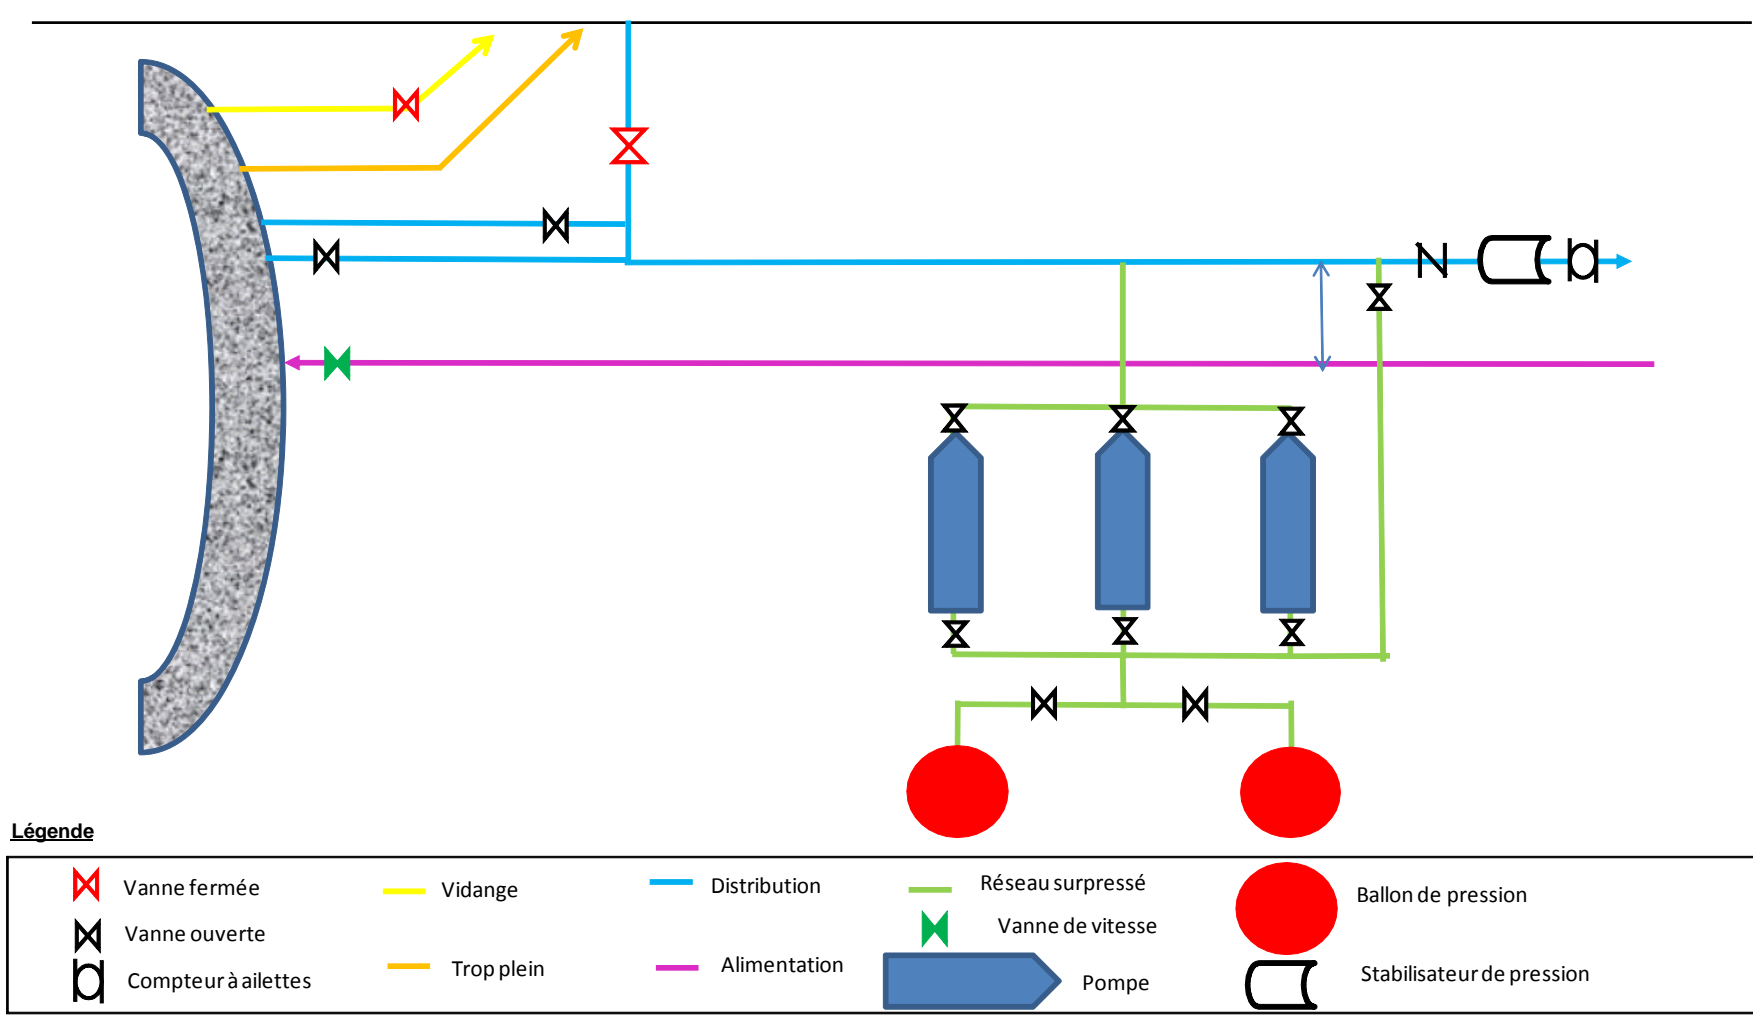 Légende
Vanne fermée
Vidange
Distribution
Réseau surpressé
Ballon de pression
Vanne ouverte
Vanne de vitesse
Compteur à ailettes
Trop plein
Alimentation
Pompe
Stabilisateur de pression